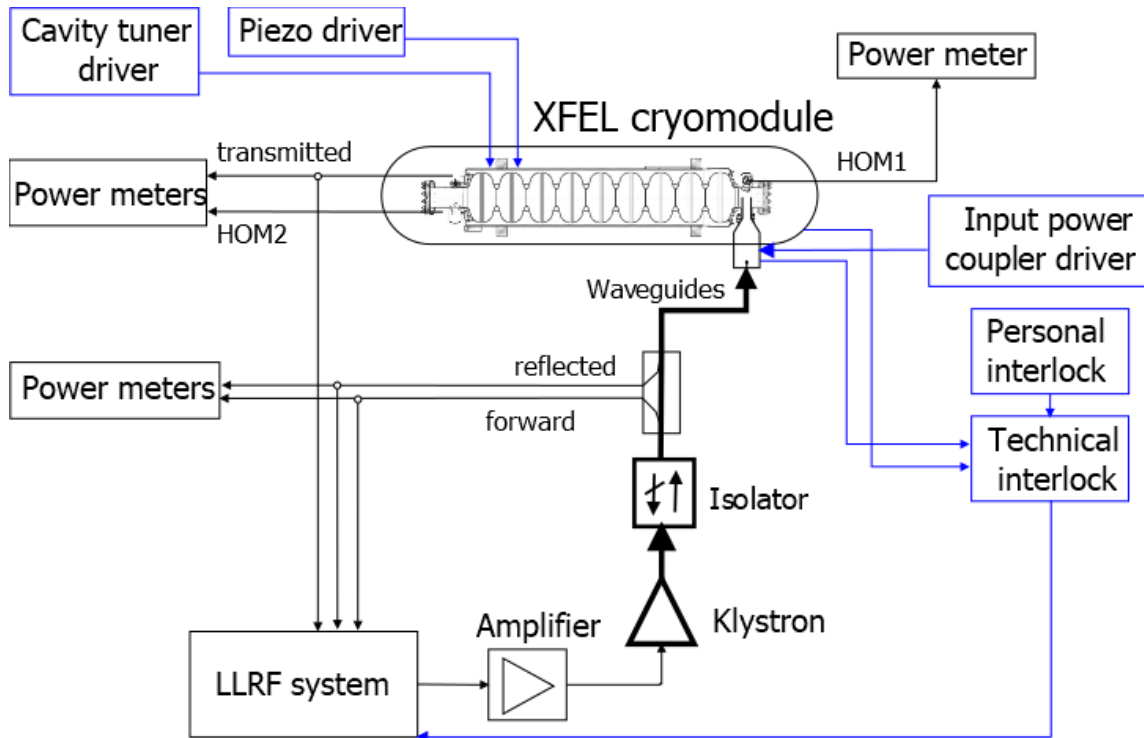 Cavity tuner
driver
Piezo driver
Power meter
XFEL cryomodule
transmitted
HOM1
Power meters
HOM2
Input power
coupler driver
Waveguides
Personal
interlock
reflected
Power meters
forward
Technical
interlock
Isolator
Klystron
Amplifier
LLRF system